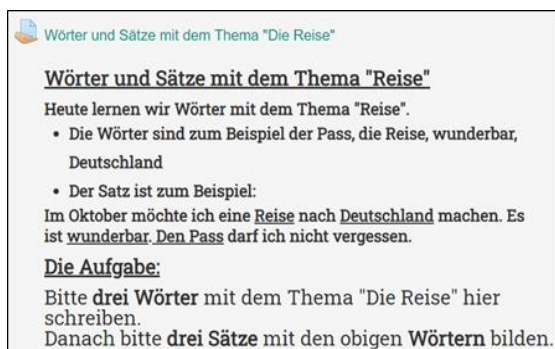 Wörter und Sätze mit dem Thema "Die Reise"
Wörter und Sätze mit dem Thema "Reise"
Heute lernen wir Wörter mit dem Thema "Reise".
• Die Wörter sind zum Beispiel der Pass, die Reise, wunderbar,
Deutschland
• Der Satz ist zum Beispiel:
Im Oktober möchte ich eine Reise nach Deutschland machen. Es
ist wunderbar. Den Pass darf ich nicht vergessen.
Die Aufgabe:
Bitte drei Wörter mit dem Thema "Die Reise" hier
schreiben.
Danach bitte drei Sätze mit den obigen Wörtern bilden.